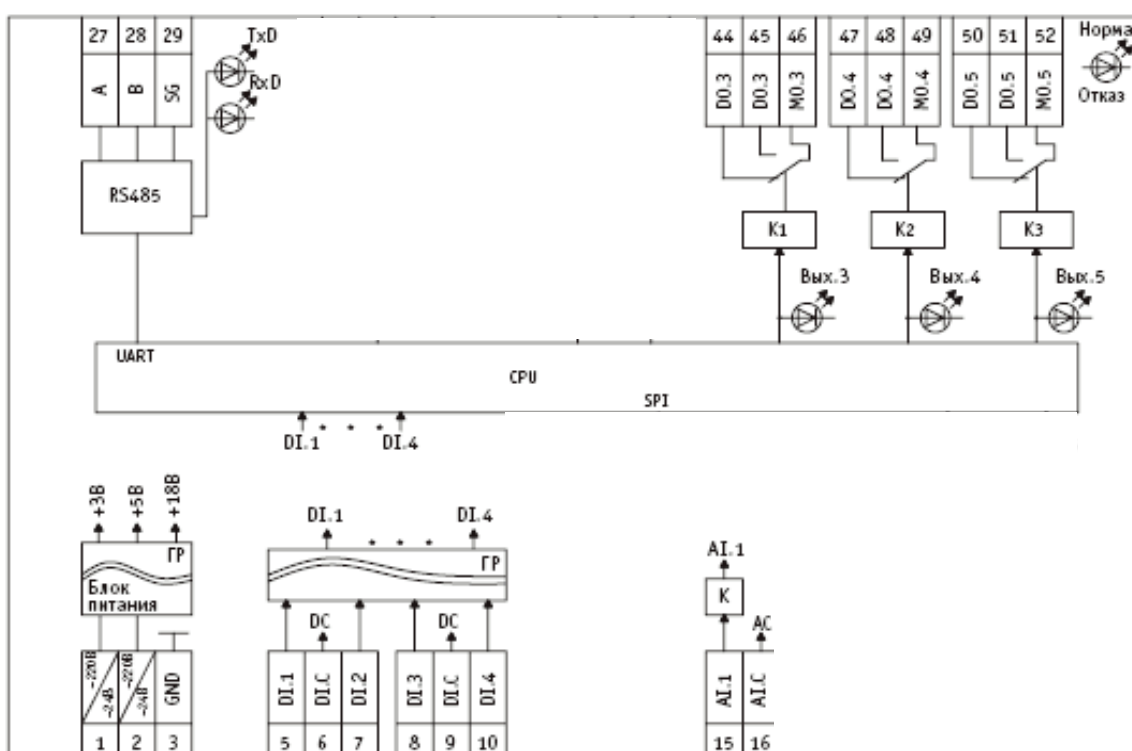 27 28 29 TxD 44 45 46 47 48 49 50 51 52 Норма
A B SG RxD DO.3 DO.3 MO.3 DO.4 DO.4 MO.4 DO.5 DO.5 MO.5 Отказ
RS485
K1 K2 K3
Вых.3 Вых.4 Вых.5
UART
CPU
SPI
DI.1 * * * DI.4
+3В +5В +18В
DI.1 * * * DI.4
ГР ГР AI.1
Блок
питания
K
DC DC AC
~220В ~24В ~220В ~24В GND DI.1 DI.C DI.2 DI.3 DI.C DI.4 AI.1 AI.C
1 2 3 5 6 7 8 9 10 15 16